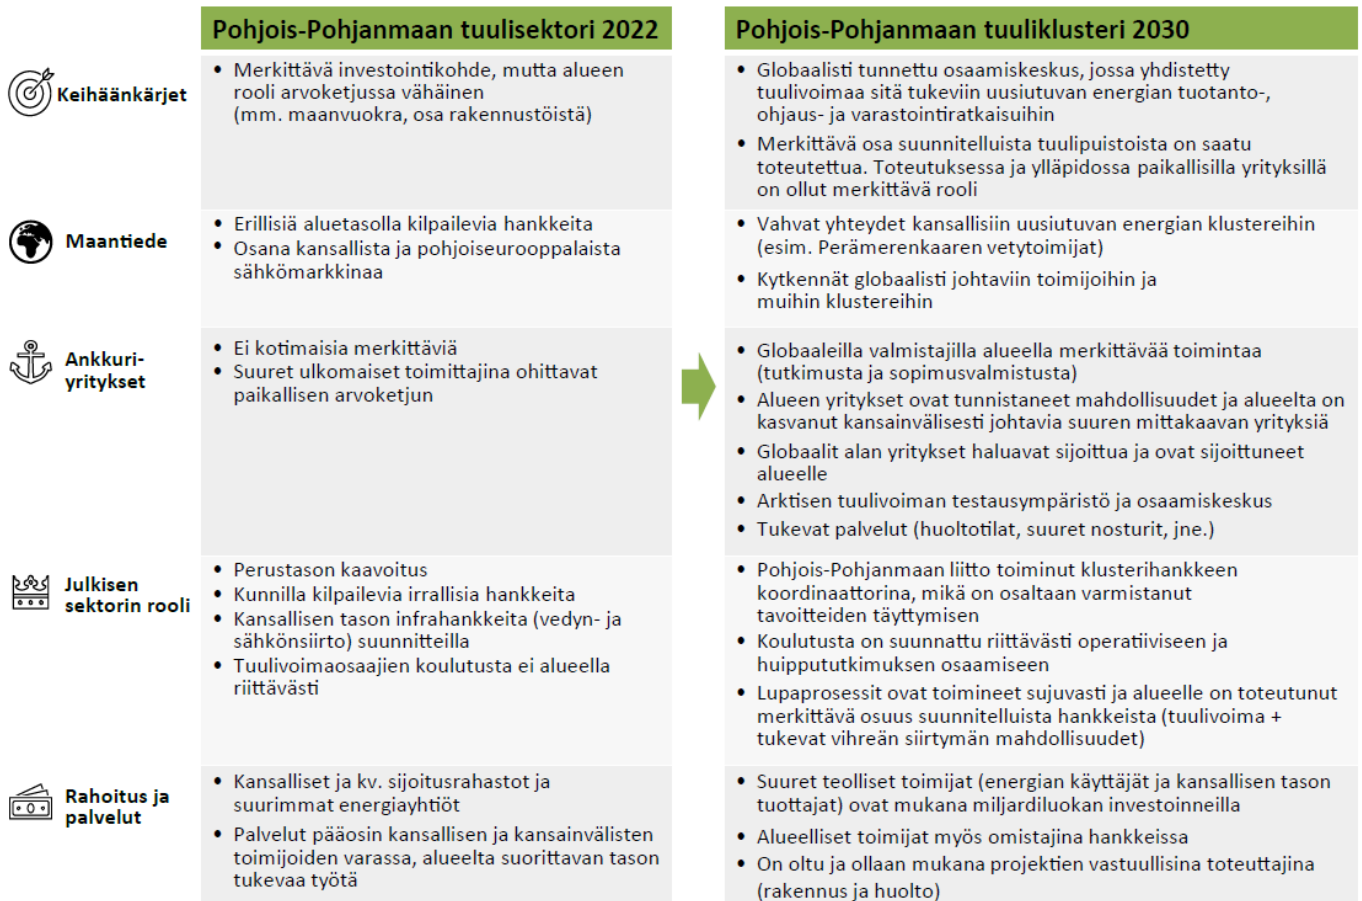 Pohjois-Pohjanmaan tuulisektori 2022
Pohjois-Pohjanmaan tuuliklusteri 2030
Keihäänkärjet
• Merkittävä investointikohde, mutta alueen
rooli arvoketjussa vähäinen
(mm. maanvuokra, osa rakennustöistä)
• Globaalisti tunnettu osaamiskeskus, jossa yhdistetty
tuulivoimaa sitä tukeviin uusiutuvan energian tuotanto-,
ohjaus- ja varastointiratkaisuihin
• Merkittävä osa suunnitelluista tuulipuistoista on saatu
toteutettua. Toteutuksessa ja ylläpidossa paikallisilla yrityksillä
on ollut merkittävä rooli
Maantiede
• Erillisiä aluetasolla kilpailevia hankkeita
• Osana kansallista ja pohjoiseurooppalaista
sähkömarkkinaa
• Vahvat yhteydet kansallisiin uusiutuvan energian klustereihin
(esim. Perämerenkaaren vetytoimijat)
• Kytkennät globaalisti johtaviin toimijoihin ja
muihin klustereihin
Ankkuri-
yritykset
• Ei kotimaisia merkittäviä
• Suuret ulkomaiset toimittajina ohittavat
paikallisen arvoketjun
• Globaaleilla valmistajilla alueella merkittävää toimintaa
(tutkimusta ja sopimusvalmistusta)
• Alueen yritykset ovat tunnistaneet mahdollisuudet ja alueelta on
kasvanut kansainvälisesti johtavia suuren mittakaavan yrityksiä
• Globaalit alan yritykset haluavat sijoittua ja ovat sijoittuneet
alueelle
• Arktisen tuulivoiman testausympäristö ja osaamiskeskus
• Tukevat palvelut (huoltotilat, suuret nosturit, jne.)
Julkisen
sektorin rooli
• Perustason kaavoitus
• Kunnilla kilpailevia irrallisia hankkeita
• Kansallisen tason infrahankkeita (vedyn- ja
sähkönsiirto) suunnitteilla
• Tuulivoimaosaajien koulutusta ei alueella
riittävästi
• Pohjois-Pohjanmaan liitto toiminut klusterihankkeen
koordinaattorina, mikä on osaltaan varmistanut
tavoitteiden täyttymisen
• Koulutusta on suunnattu riittävästi operatiiviseen ja
huippututkimuksen osaamiseen
• Lupaprosessit ovat toimineet sujuvasti ja alueelle on toteutunut
merkittävä osuus suunnitelluista hankkeista (tuulivoima +
tukevat vihreän siirtymän mahdollisuudet)
Rahoitus ja
palvelut
• Kansalliset ja kv. sijoitusrahastot ja
suurimmat energiayhtiöt
• Palvelut pääosin kansallisen ja kansainvälisten
toimijoiden varassa, alueelta suorittavan tason
tukevaa työtä
• Suuret teolliset toimijat (energian käyttäjät ja kansallisen tason
tuottajat) ovat mukana miljardiluokan investoinneilla
• Alueelliset toimijat myös omistajina hankkeissa
• On oltu ja ollaan mukana projektien vastuullisina toteuttajina
(rakennus ja huolto)